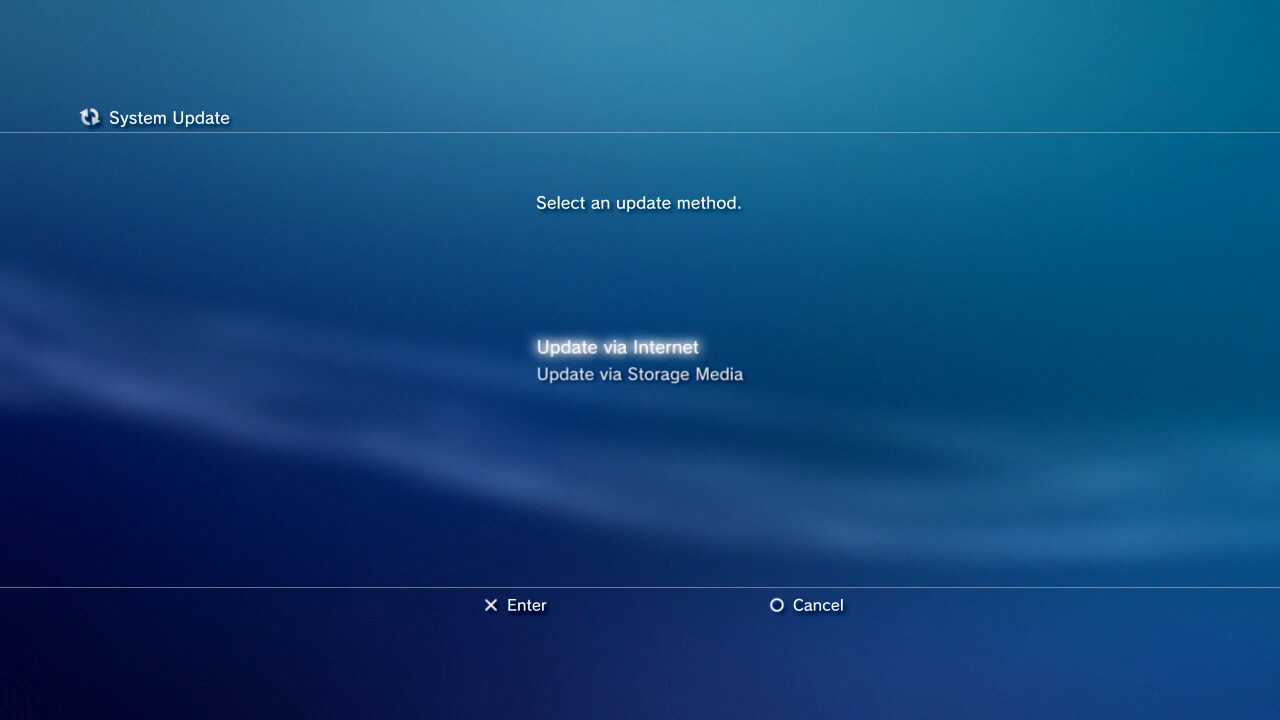 System Update
Select an update method.
Update via Internet
Update via Storage Media
Enter
Cancel